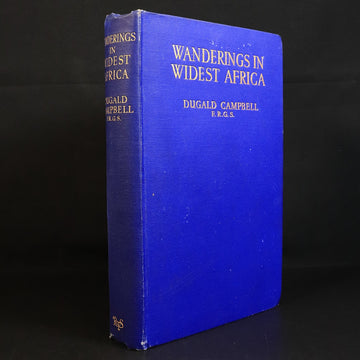 WANDERINGS
IN
WIDEST
AFRICA
DUGALD
CAMPBELL
F.R.G.S.
WANDERINGS IN
WIDEST AFRICA
DUGALD CAMPBELL
F.R.G.S.